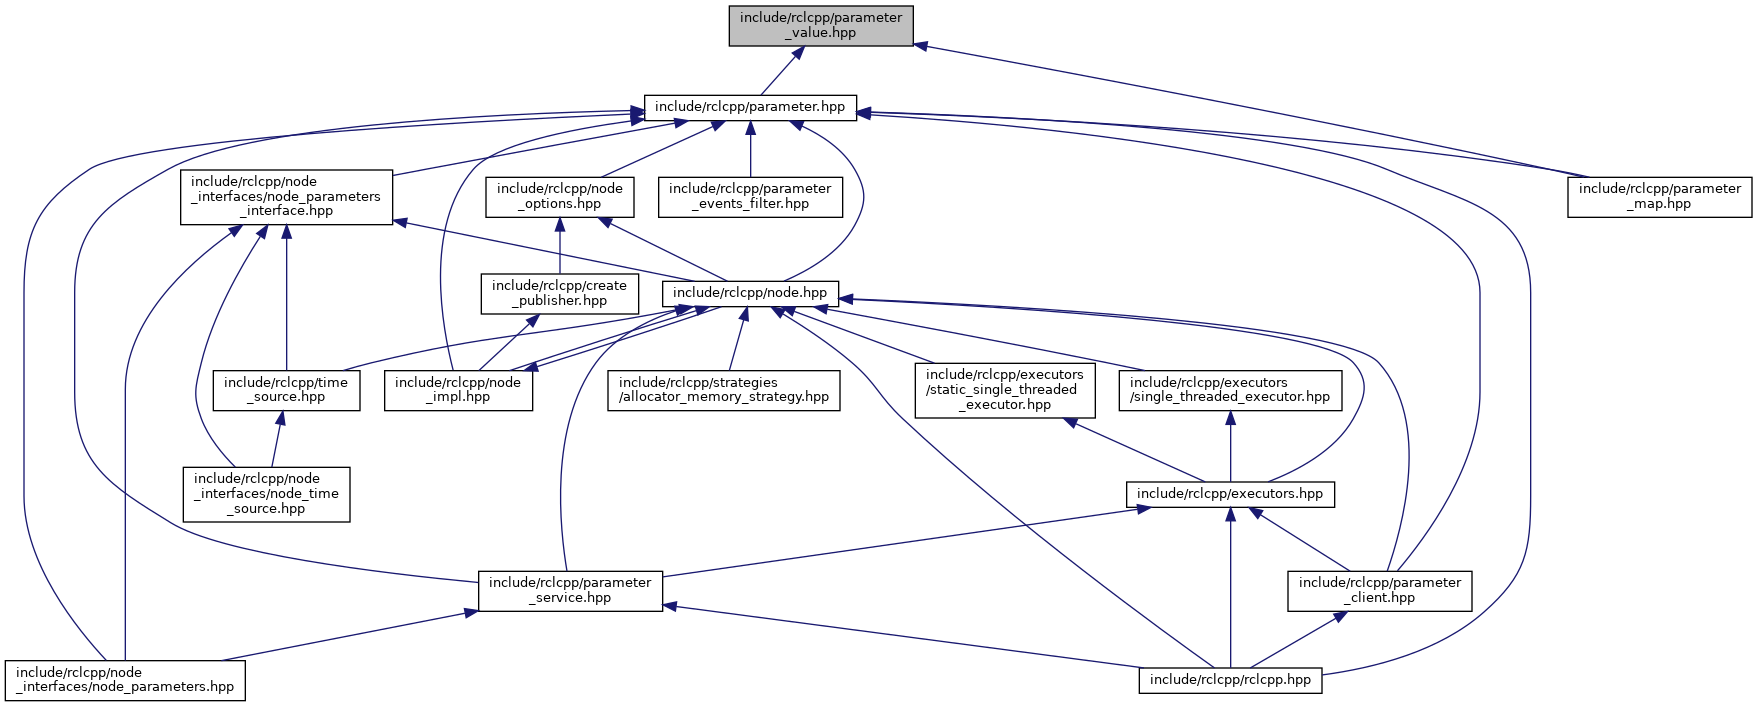 include/rclcpp/parameter
_value.hpp
include/rclcpp/parameter.hpp
include/rclcpp/node
_interfaces/node_parameters
_interface.hpp
include/rclcpp/node
_options.hpp
include/rclcpp/parameter
_events_filter.hpp
include/rclcpp/parameter
_map.hpp
include/rclcpp/create
_publisher.hpp
include/rclcpp/node.hpp
include/rclcpp/time
_source.hpp
include/rclcpp/node
_impl.hpp
include/rclcpp/strategies
/allocator_memory_strategy.hpp
include/rclcpp/executors
/static_single_threaded
_executor.hpp
include/rclcpp/executors
/single_threaded_executor.hpp
include/rclcpp/node
_interfaces/node_time
_source.hpp
include/rclcpp/executors.hpp
include/rclcpp/parameter
_service.hpp
include/rclcpp/parameter
_client.hpp
include/rclcpp/node
_interfaces/node_parameters.hpp
include/rclcpp/rclcpp.hpp